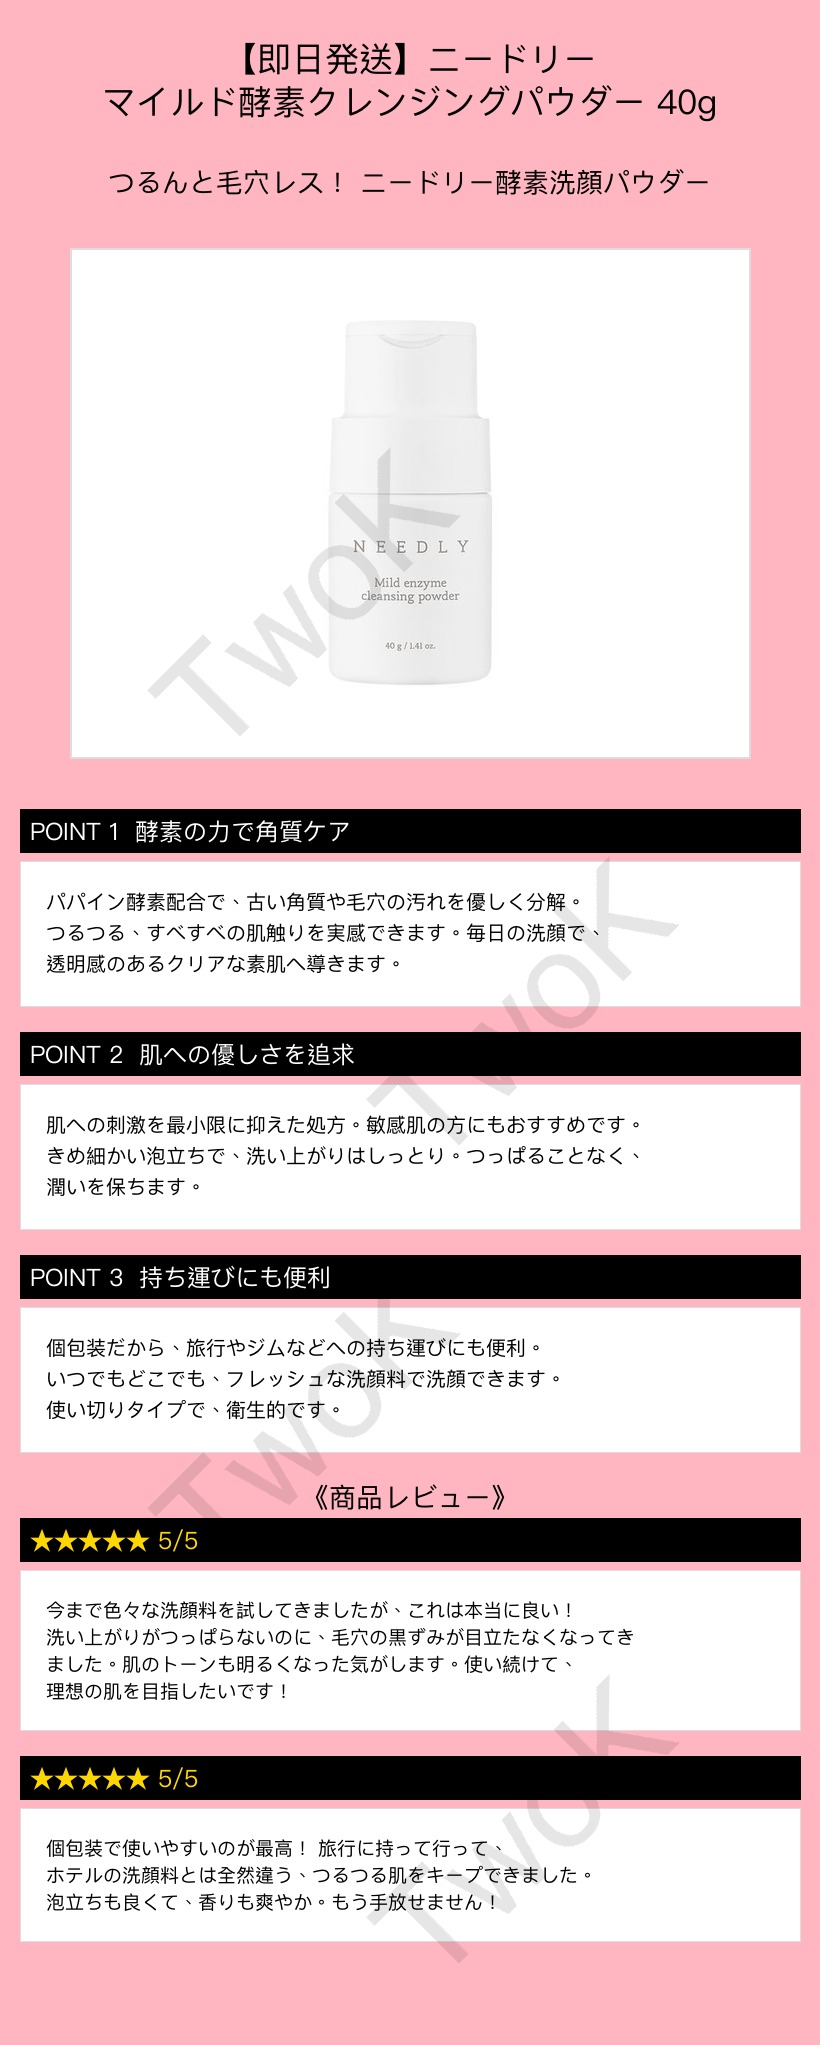 【即日発送】ニードリー
マイルド酵素クレンジングパウダー 40g
つるんと毛穴レス！ ニードリー酵素洗顔パウダー
NEEDLY
Mild enzyme
cleansing powder
40 g / 1.41 oz.
TwoK
POINT 1 酵素の力で角質ケア
パパイン酵素配合で、古い角質や毛穴の汚れを優しく分解。
つるつる、すべすべの肌触りを実感できます。毎日の洗顔で、
透明感のあるクリアな素肌へ導きます。
TwoK
POINT 2 肌への優しさを追求
肌への刺激を最小限に抑えた処方。敏感肌の方にもおすすめです。
きめ細かい泡立ちで、洗い上がりはしっとり。つっぱることなく、
潤いを保ちます。
POINT 3 持ち運びにも便利
個包装だから、旅行やジムなどへの持ち運びにも便利。
いつでもどこでも、フレッシュな洗顔料で洗顔できます。
使い切りタイプで、衛生的です。
TwoK
《商品レビュー》
★★★★★ 5/5
今まで色々な洗顔料を試してきましたが、これは本当に良い！
洗い上がりがつっぱらないのに、毛穴の黒ずみが目立たなくなってき
ました。肌のトーンも明るくなった気がします。使い続けて、
理想の肌を目指したいです！
★★★★★ 5/5
個包装で使いやすいのが最高！ 旅行に持って行って、
ホテルの洗顔料とは全然違う、つるつる肌をキープできました。
泡立ちも良くて、香りも爽やか。もう手放せません！
TwoK